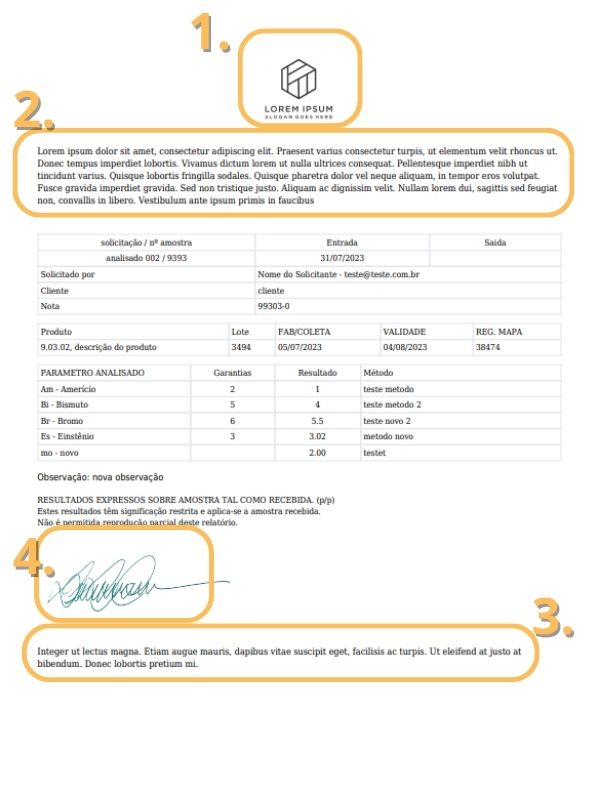 1.
LOREM IPSUM
SLOGAN GOES HERE
2.
Lorem ipsum dolor sit amet, consectetur adipiscing elit. Praesent varius consectetur turpis, ut elementum velit rhoncus ut.
Donec tempus imperdiet lobortis. Vivamus dictum lorem ut nulla ultrices consequat. Pellentesque imperdiet nibh ut
tincidunt varius. Quisque lobortis fringilla sodales. Quisque pharetra dolor vel neque aliquam, in tempor eros volutpat.
Fusce gravida imperdiet gravida. Sed non tristique justo. Aliquam ac dignissim velit. Nullam lorem dui, sagittis sed feugiat
non, convallis in libero. Vestibulum ante ipsum primis in faucibus
solicitação / nº amostra Entrada Saida
analisado 002 / 9393 31/07/2023
Solicitado por Nome do Solicitante - teste@teste.com.br
Cliente cliente
Nota 99303-0
Produto Lote FAB/COLETA VALIDADE REG. MAPA
9.03.02, descrição do produto 3494 05/07/2023 04/08/2023 38474
PARAMETRO ANALISADO Garantias Resultado Método
Am - Amerício 2 1 teste metodo
Bi - Bismuto 5 4 teste metodo 2
Br - Bromo 6 5.5 teste novo 2
Es - Einstênio 3 3.02 metodo novo
mo - novo 2.00 testet
Observação: nova observação
RESULTADOS EXPRESSOS SOBRE AMOSTRA TAL COMO RECEBIDA. (p/p)
Estes resultados têm significação restrita e aplica-se a amostra recebida.
Não é permitida reprodução parcial deste relatório.
4.
3.
Integer ut lectus magna. Etiam augue mauris, dapibus vitae suscipit eget, facilisis ac turpis. Ut eleifend at justo at
bibendum. Donec lobortis pretium mi.